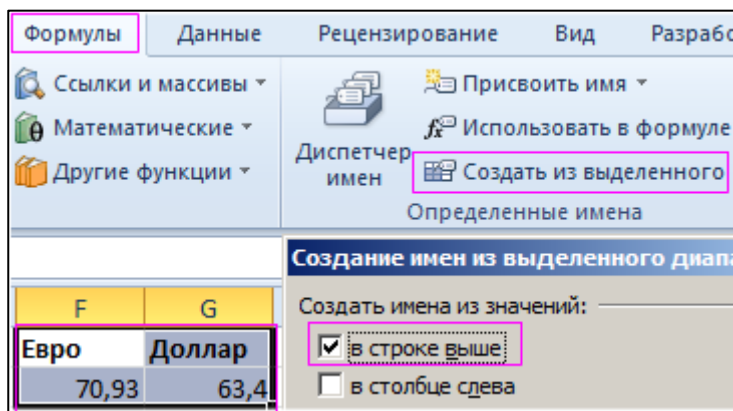 Формулы Данные Рецензирование Вид Разрабо
Ссылки и массивы
Математические
Другие функции
Диспетчер
имен
Присвоить имя
Использовать в формуле
Создать из выделенного
Определенные имена
Создание имен из выделенного диапа
F G
Евро Доллар
70,93 63,4
Создать имена из значений:
в строке выше
в столбце слева